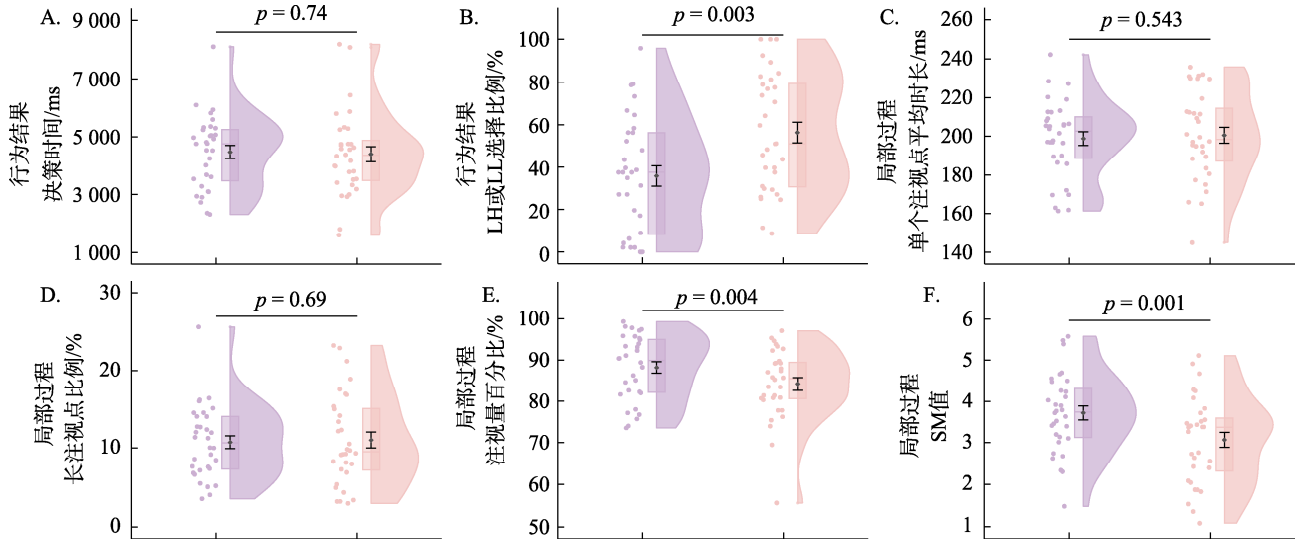 A.
p = 0.74
行为结果
决策时间/ms
9 000
7 000
5 000
3 000
1 000
B.
p = 0.003
行为结果
LH或LL选择比例/%
100
80
60
40
20
0
C.
p = 0.543
局部过程
单个注视点平均时长/ms
260
240
220
200
180
160
140
D.
p = 0.69
局部过程
长注视点比例/%
30
20
10
0
E.
p = 0.004
局部过程
注视量百分比/%
100
90
80
70
60
50
F.
p = 0.001
局部过程
SM值
6
5
4
3
2
1